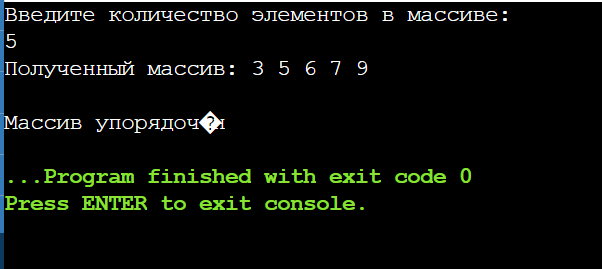 Введите количество элементов в массиве:
5
Полученный массив: 3 5 6 7 9
Массив упорядоч�н
...Program finished with exit code 0
Press ENTER to exit console.